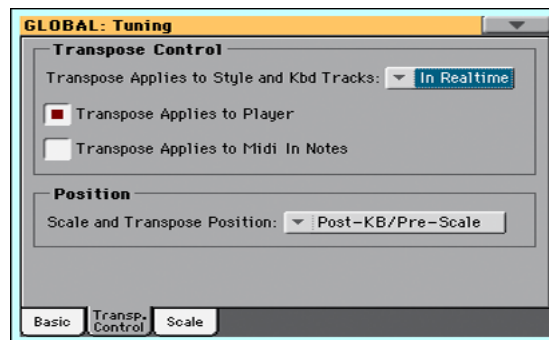 GLOBAL: Tuning
Transpose Control
Transpose Applies to Style and Kbd Tracks: In Realtime
Transpose Applies to Player
Transpose Applies to Midi In Notes
Position
Scale and Transpose Position: Post-KB/Pre-Scale
Basic
Transp.
Control
Scale